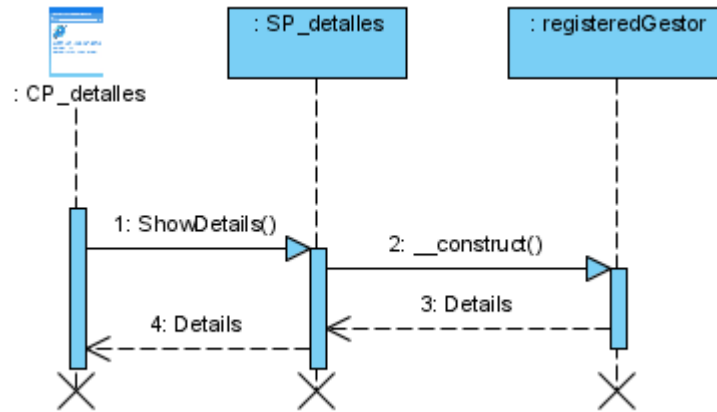 : SP_detalles
: registeredGestor
: CP_detalles
1: ShowDetails()
2: __construct()
3: Details
4: Details